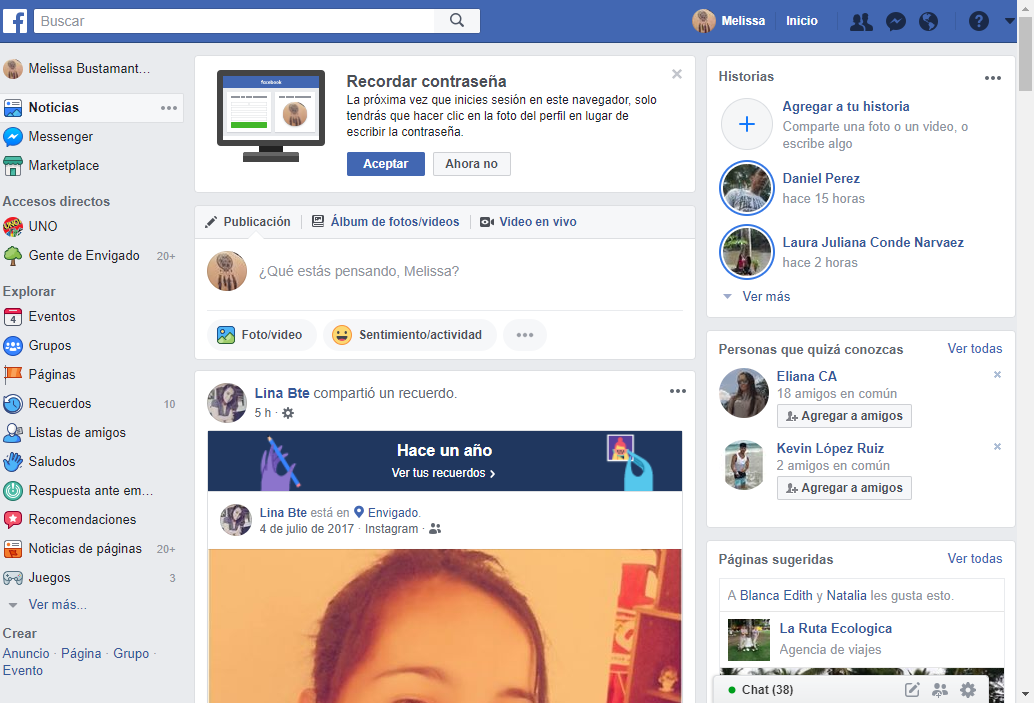 Buscar
Melissa
Inicio
Melissa Bustamant...
Noticias
Messenger
Marketplace
Accesos directos
UNO
Gente de Envigado 20+
Explorar
Eventos
Grupos
Páginas
Recuerdos 10
Listas de amigos
Saludos
Respuesta ante em...
Recomendaciones
Noticias de páginas 20+
Juegos 3
Ver más...
Crear
Anuncio · Página · Grupo ·
Evento
facebook
Recordar contraseña
La próxima vez que inicies sesión en este navegador, solo
tendrás que hacer clic en la foto del perfil en lugar de
escribir la contraseña.
Aceptar
Ahora no
Publicación
Álbum de fotos/videos
Video en vivo
¿Qué estás pensando, Melissa?
Foto/video
Sentimiento/actividad
Lina Bte compartió un recuerdo.
5 h ·
Hace un año
Ver tus recuerdos ›
Lina Bte está en Envigado.
4 de julio de 2017 · Instagram ·
Historias
Agregar a tu historia
Comparte una foto o un video, o
escribe algo
Daniel Perez
hace 15 horas
Laura Juliana Conde Narvaez
hace 2 horas
Ver más
Personas que quizá conozcas
Ver todas
Eliana CA
18 amigos en común
Agregar a amigos
Kevin López Ruiz
2 amigos en común
Agregar a amigos
Páginas sugeridas
Ver todas
A Blanca Edith y Natalia les gusta esto.
La Ruta Ecologica
Agencia de viajes
Chat (38)